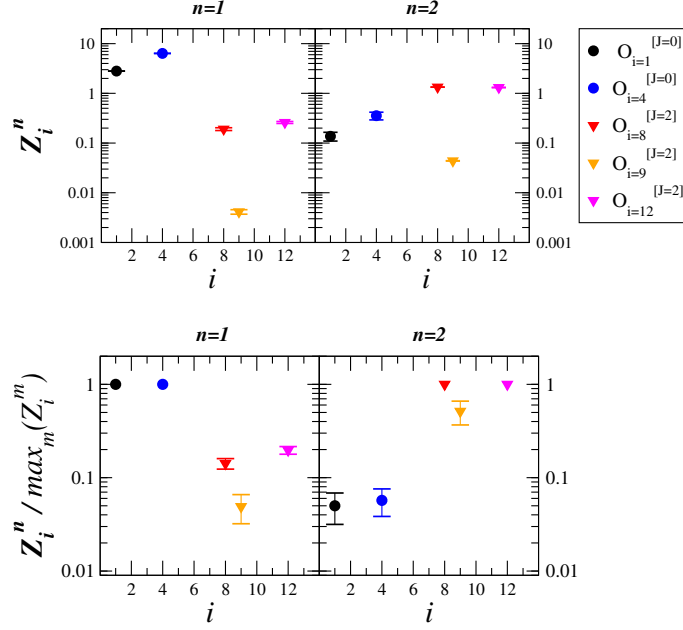 n=1 n=2
10 10
1 1
0.1 0.1
0.01 0.01
0.001 0.001
2 4 6 8 10 12 2 4 6 8 10 12
i i
Z_i^n
O_{i=1}^{[J=0]}
O_{i=4}^{[J=0]}
O_{i=8}^{[J=2]}
O_{i=9}^{[J=2]}
O_{i=12}^{[J=2]}
n=1 n=2
1 1
0.1 0.1
0.01 0.01
2 4 6 8 10 12 2 4 6 8 10 12
i i
Z_i^n / max_m(Z_i^m)